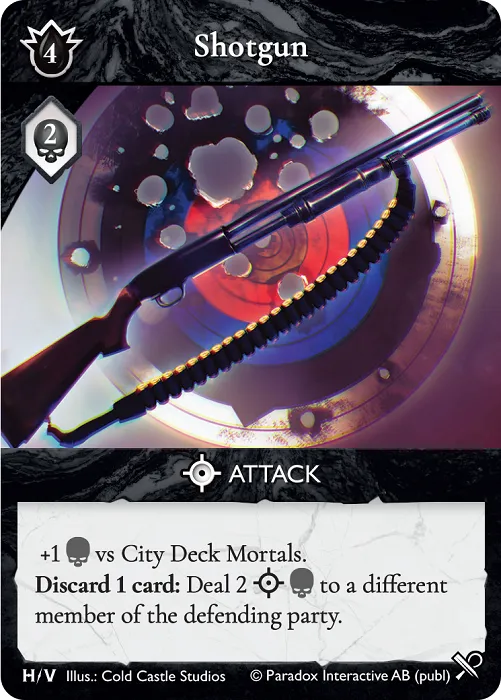 4
Shotgun
2
ATTACK
+1 vs City Deck Mortals.
Discard 1 card: Deal 2 to a different
member of the defending party.
H/V Illus.: Cold Castle Studios © Paradox Interactive AB (publ)